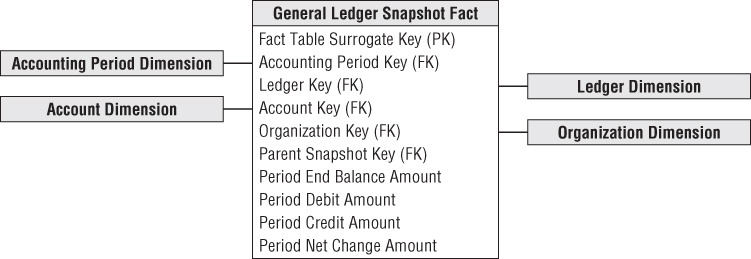 General Ledger Snapshot Fact
Fact Table Surrogate Key (PK)
Accounting Period Dimension
Accounting Period Key (FK)
Ledger Key (FK)
Ledger Dimension
Account Dimension
Account Key (FK)
Organization Key (FK)
Organization Dimension
Parent Snapshot Key (FK)
Period End Balance Amount
Period Debit Amount
Period Credit Amount
Period Net Change Amount